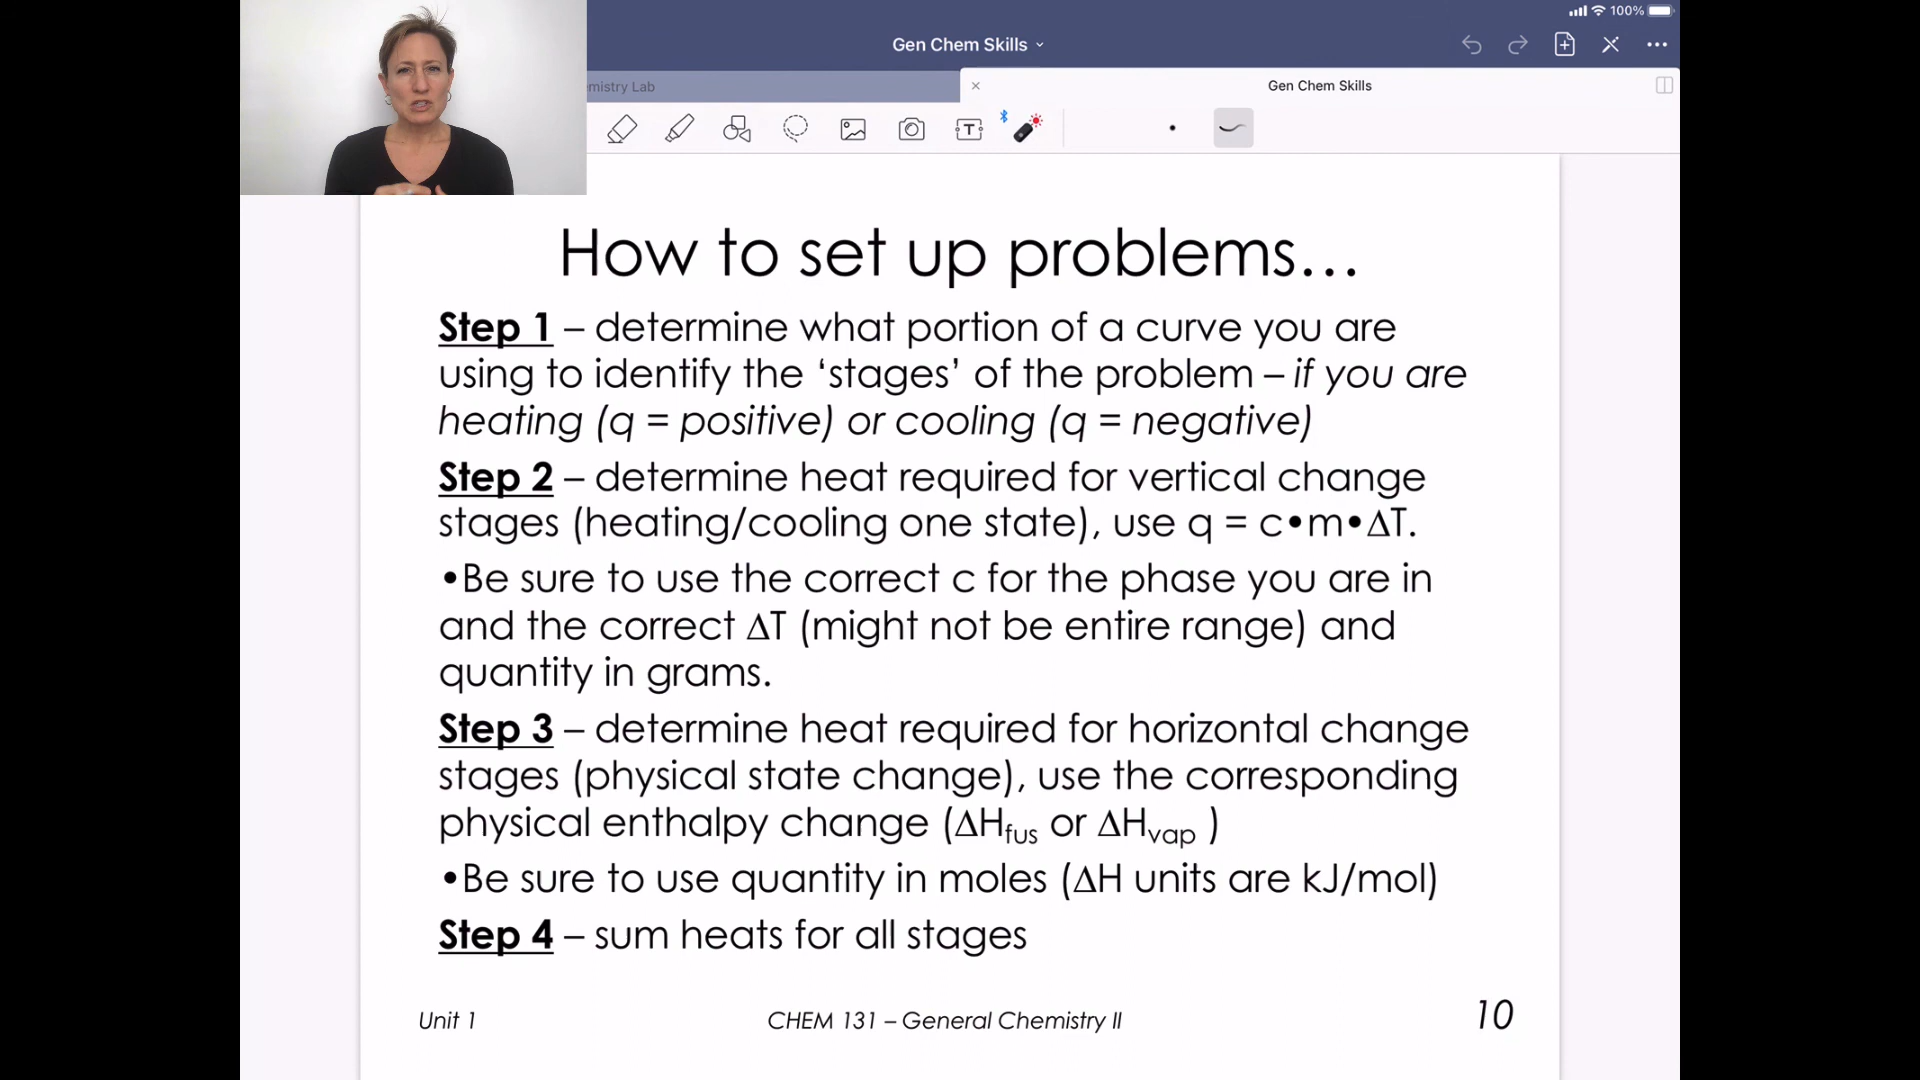 100%
Gen Chem Skills
mistry Lab
Gen Chem Skills
T
How to set up problems...
Step 1 – determine what portion of a curve you are
using to identify the ‘stages’ of the problem – if you are
heating (q = positive) or cooling (q = negative)
Step 2 – determine heat required for vertical change
stages (heating/cooling one state), use q = c•m•ΔT.
•Be sure to use the correct c for the phase you are in
and the correct ΔT (might not be entire range) and
quantity in grams.
Step 3 – determine heat required for horizontal change
stages (physical state change), use the corresponding
physical enthalpy change (ΔHfus or ΔHvap )
•Be sure to use quantity in moles (ΔH units are kJ/mol)
Step 4 – sum heats for all stages
Unit 1
CHEM 131 – General Chemistry II
10